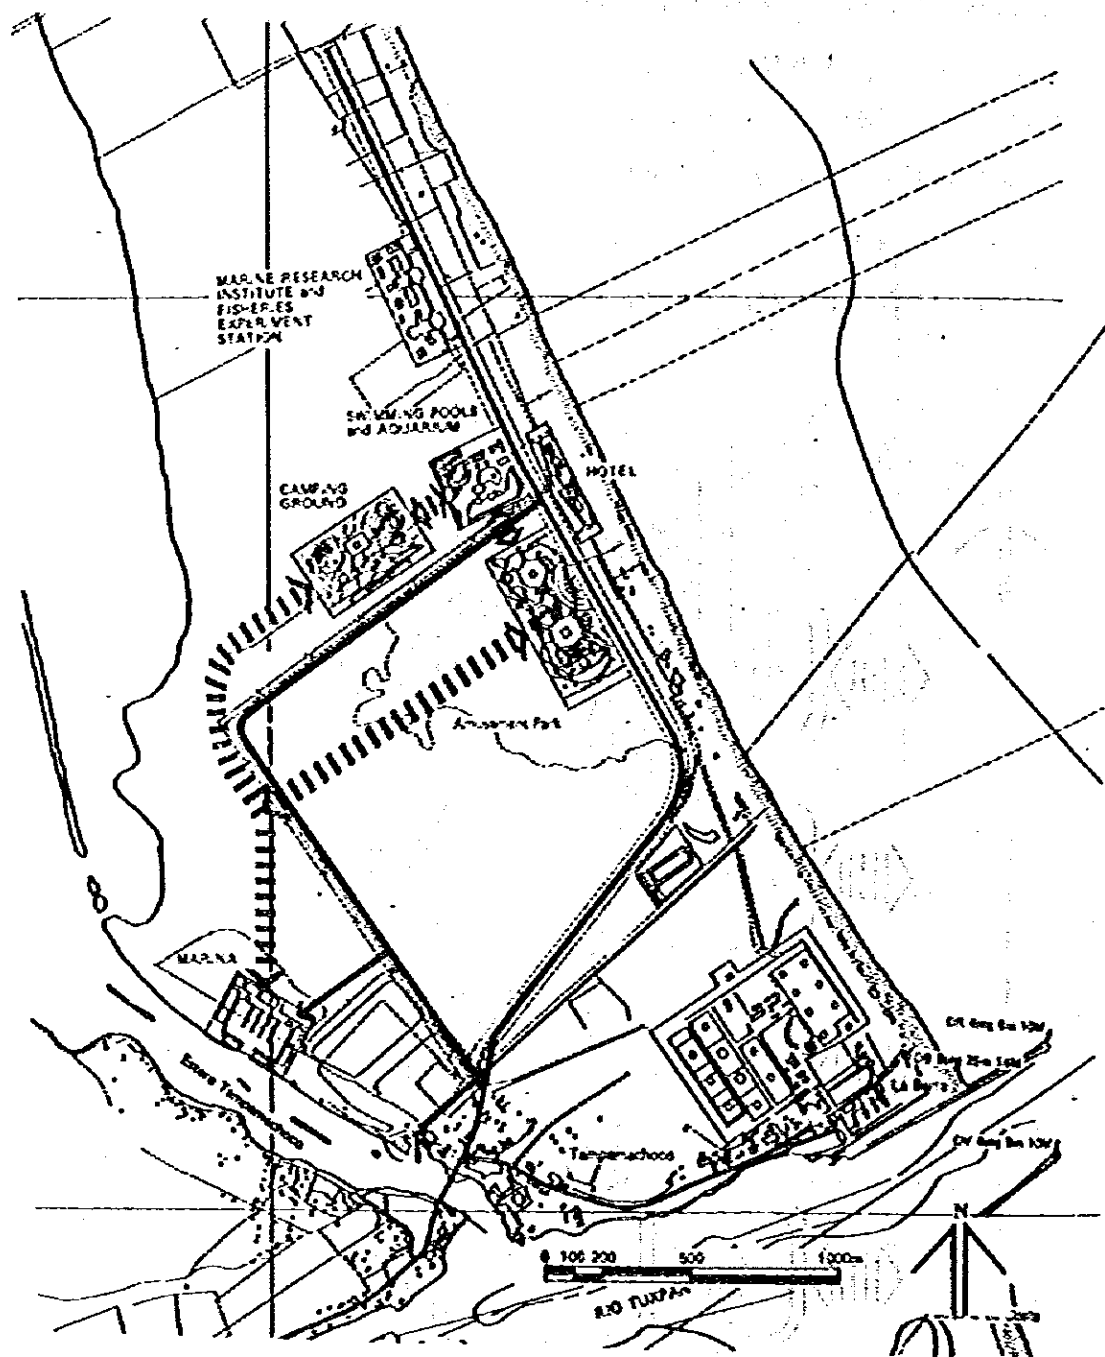 MARINE RESEARCH
INSTITUTE and
FISHERIES
EXPERIMENT
STATION
SWIMMING POOLS
and AQUARIUM
HOTEL
CAMPING
GROUND
Amusement Park
MARINA
Estero Tampamachoco
Tampamachoco
La Barra
N
0 100 200 500 1000m
RIO TUXPAN